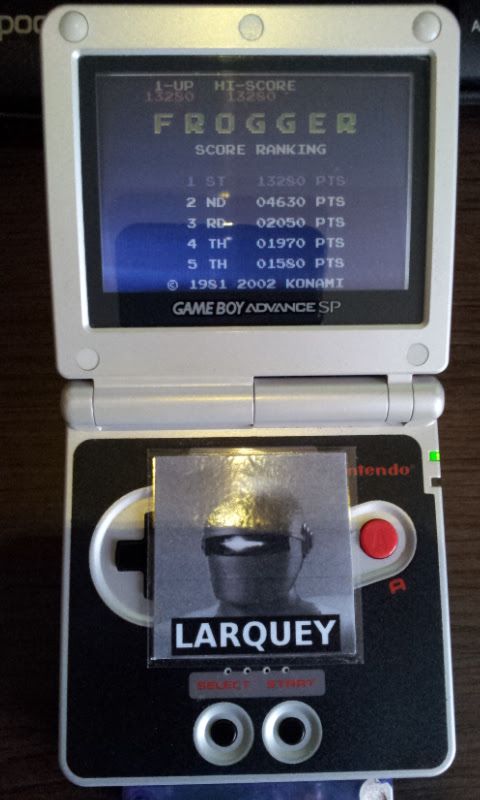 poc
A
1-UP HI-SCORE
13280 13280
FROGGER
SCORE RANKING
1 ST 13280 PTS
2 ND 04630 PTS
3 RD 02050 PTS
4 TH 01970 PTS
5 TH 01580 PTS
© 1981 2002 KONAMI
GAME BOY ADVANCE SP
ntendo
A
A
LARQUEY
SELECT START